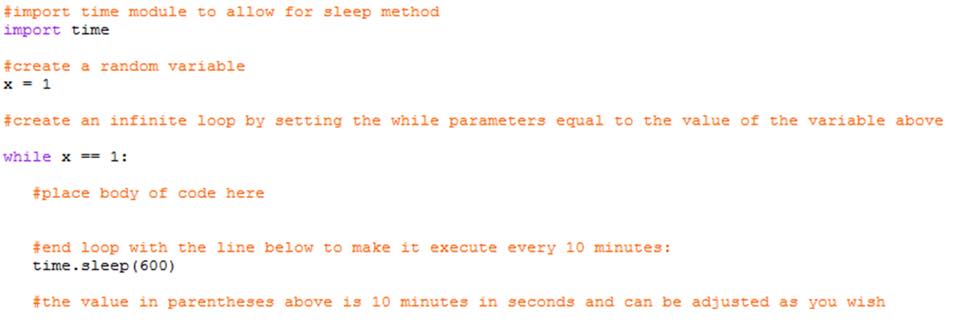 #import time module to allow for sleep method
import time
#create a random variable
x = 1
#create an infinite loop by setting the while parameters equal to the value of the variable above
while x == 1:
#place body of code here
#end loop with the line below to make it execute every 10 minutes:
time.sleep(600)
#the value in parentheses above is 10 minutes in seconds and can be adjusted as you wish